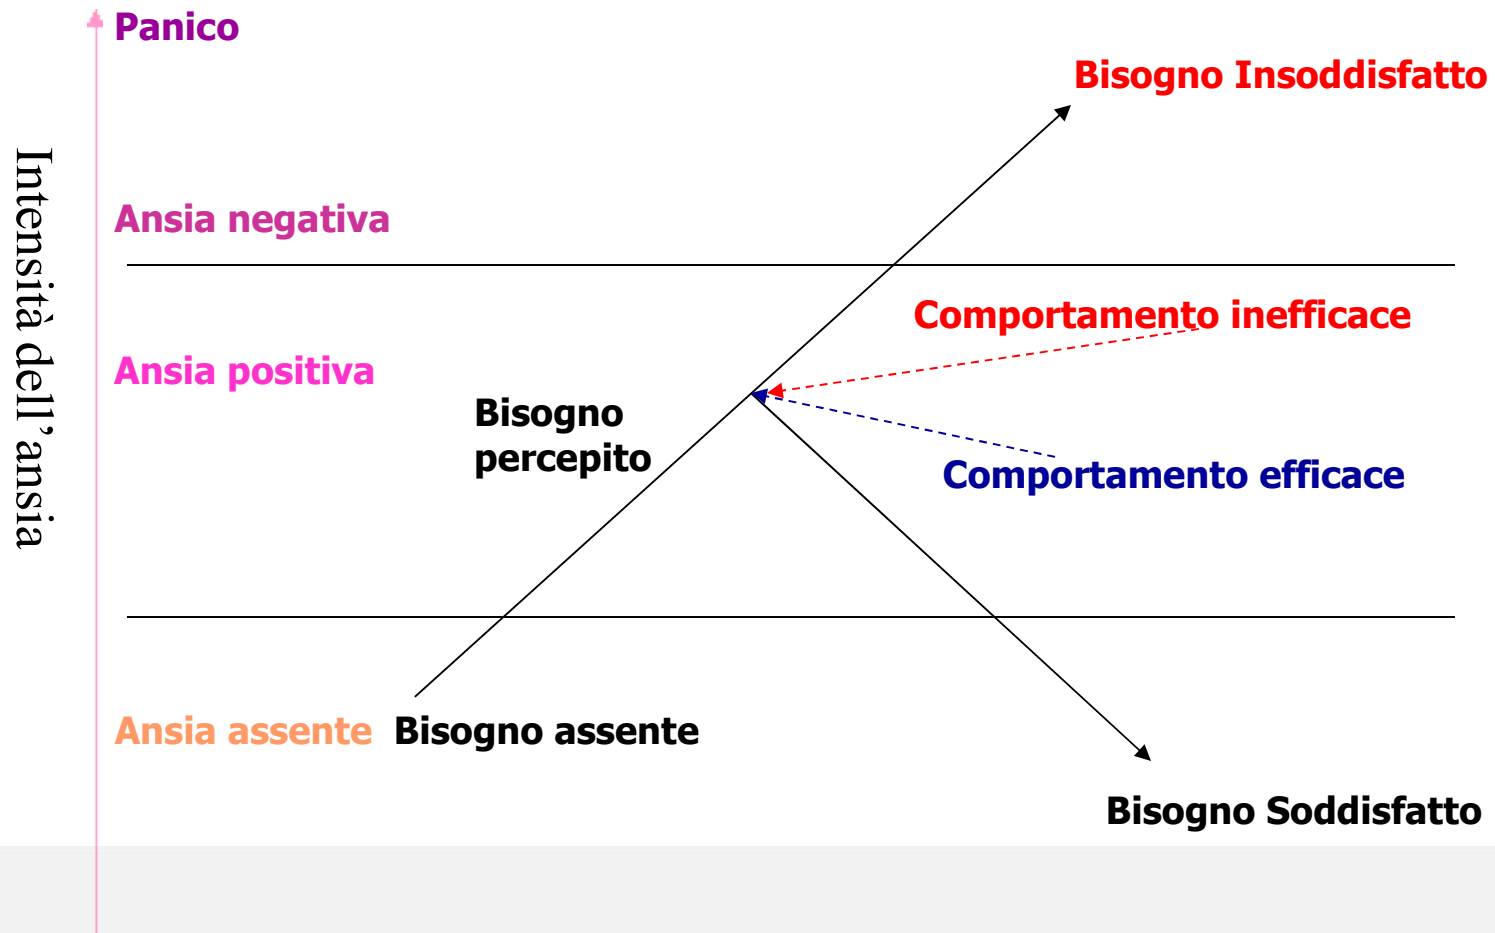 Panico
Bisogno Insoddisfatto
Intensità dell’ansia
Ansia negativa
Comportamento inefficace
Ansia positiva
Bisogno
percepito
Comportamento efficace
Ansia assente Bisogno assente
Bisogno Soddisfatto